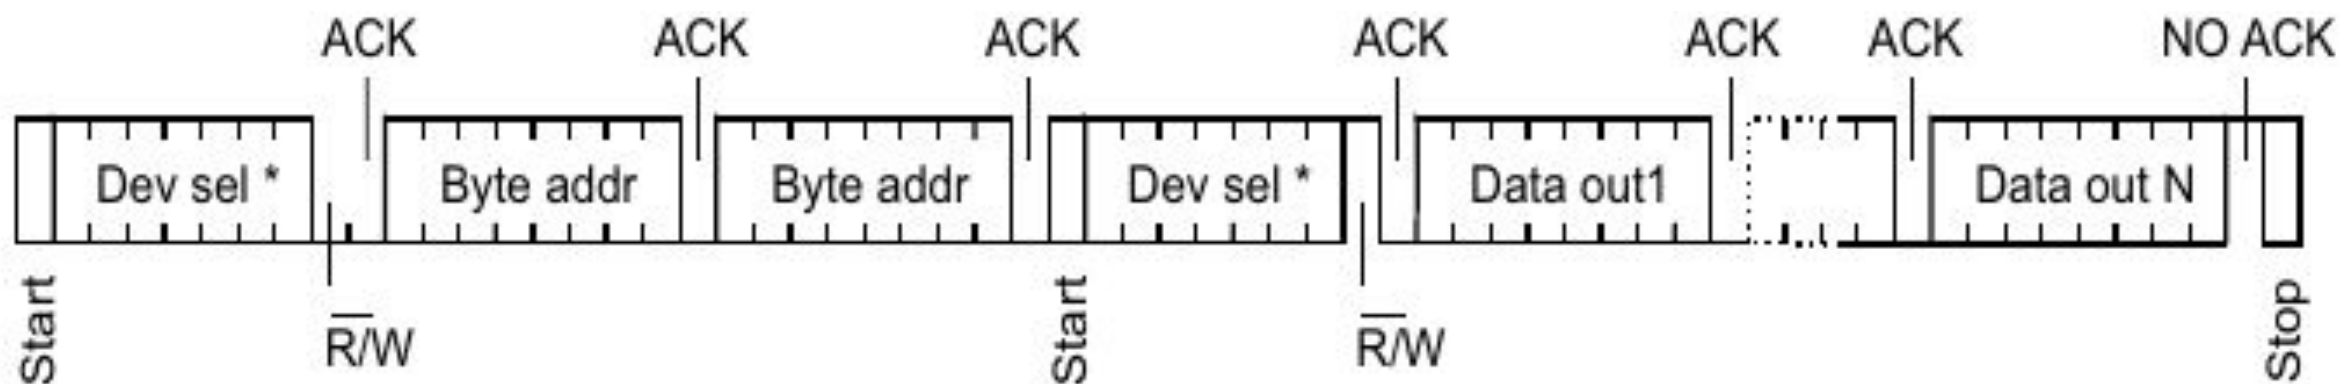 ACK ACK ACK ACK ACK ACK NO ACK
Dev sel * Byte addr Byte addr Dev sel * Data out1 Data out N
Start R/W Start R/W Stop